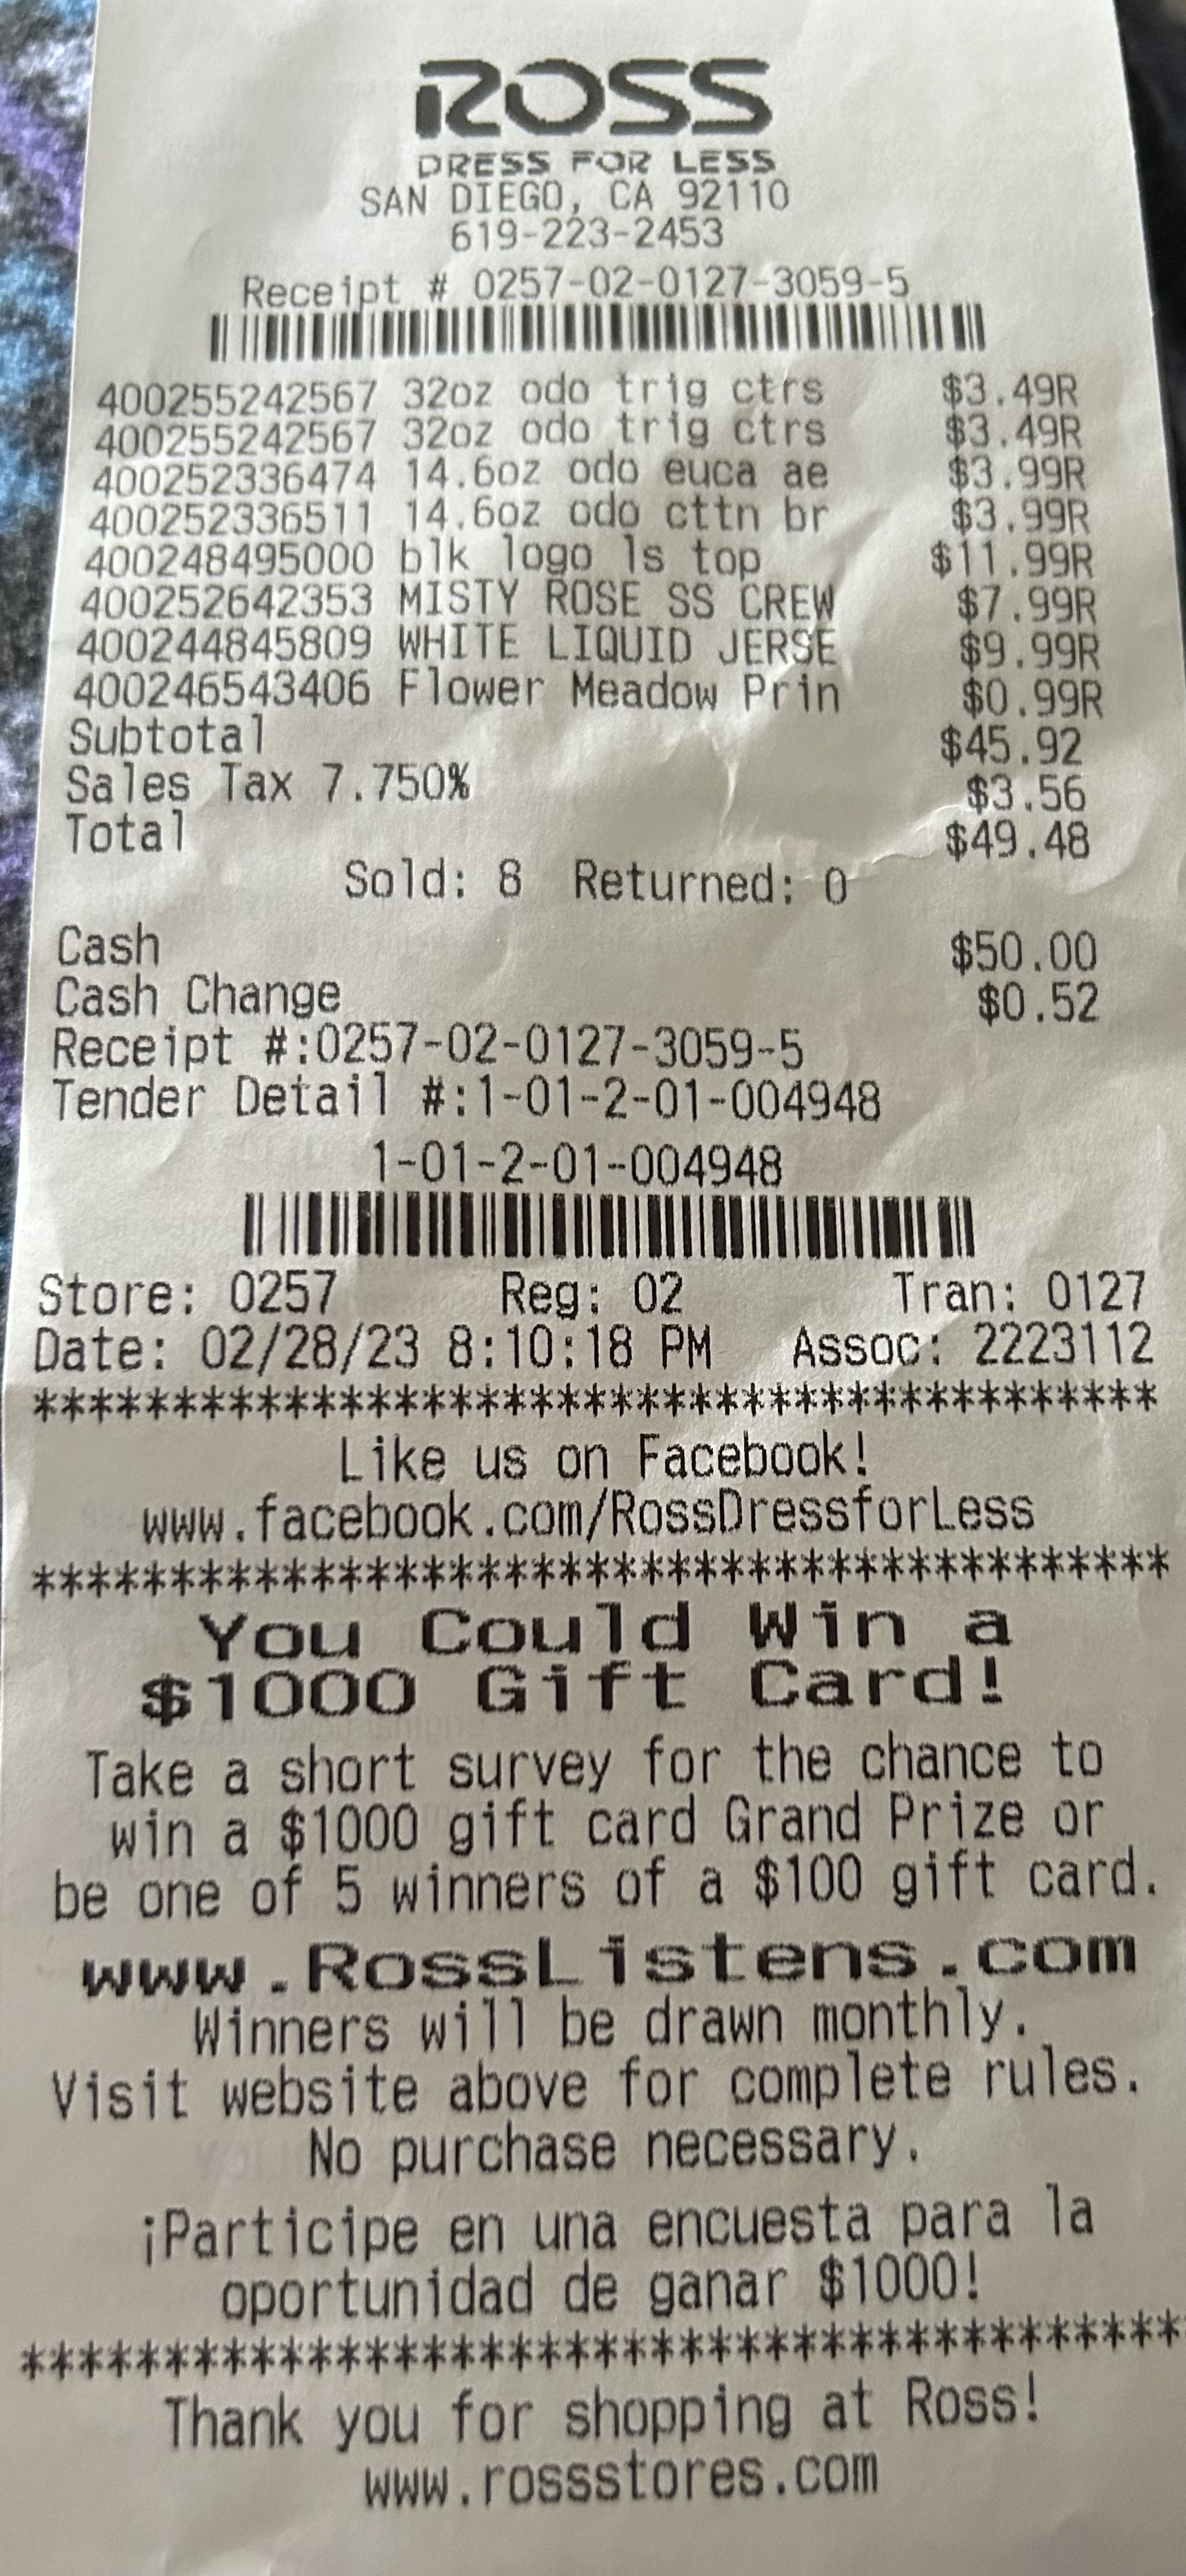 ROSS
DRESS FOR LESS
SAN DIEGO, CA 92110
619-223-2453
Receipt # 0257-02-0127-3059-5
400255242567 32oz odo trig ctrs $3.49R
400255242567 32oz odo trig ctrs $3.49R
400252336474 14.6oz odo euca ae $3.99R
400252336511 14.6oz odo cttn br $3.99R
400248495000 blk logo ls top $11.99R
400252642353 MISTY ROSE SS CREW $7.99R
400244845809 WHITE LIQUID JERSE $9.99R
400246543406 Flower Meadow Prin $0.99R
Subtotal $45.92
Sales Tax 7.750% $3.56
Total $49.48
Sold: 8 Returned: 0
Cash $50.00
Cash Change $0.52
Receipt #:0257-02-0127-3059-5
Tender Detail #:1-01-2-01-004948
1-01-2-01-004948
Store: 0257 Reg: 02 Tran: 0127
Date: 02/28/23 8:10:18 PM Assoc: 2223112
******************************************
Like us on Facebook!
www.facebook.com/RossDressforLess
******************************************
You Could Win a
$1000 Gift Card!
Take a short survey for the chance to
win a $1000 gift card Grand Prize or
be one of 5 winners of a $100 gift card.
www.RossListens.com
Winners will be drawn monthly.
Visit website above for complete rules.
No purchase necessary.
¡Participe en una encuesta para la
oportunidad de ganar $1000!
******************************************
Thank you for shopping at Ross!
www.rossstores.com